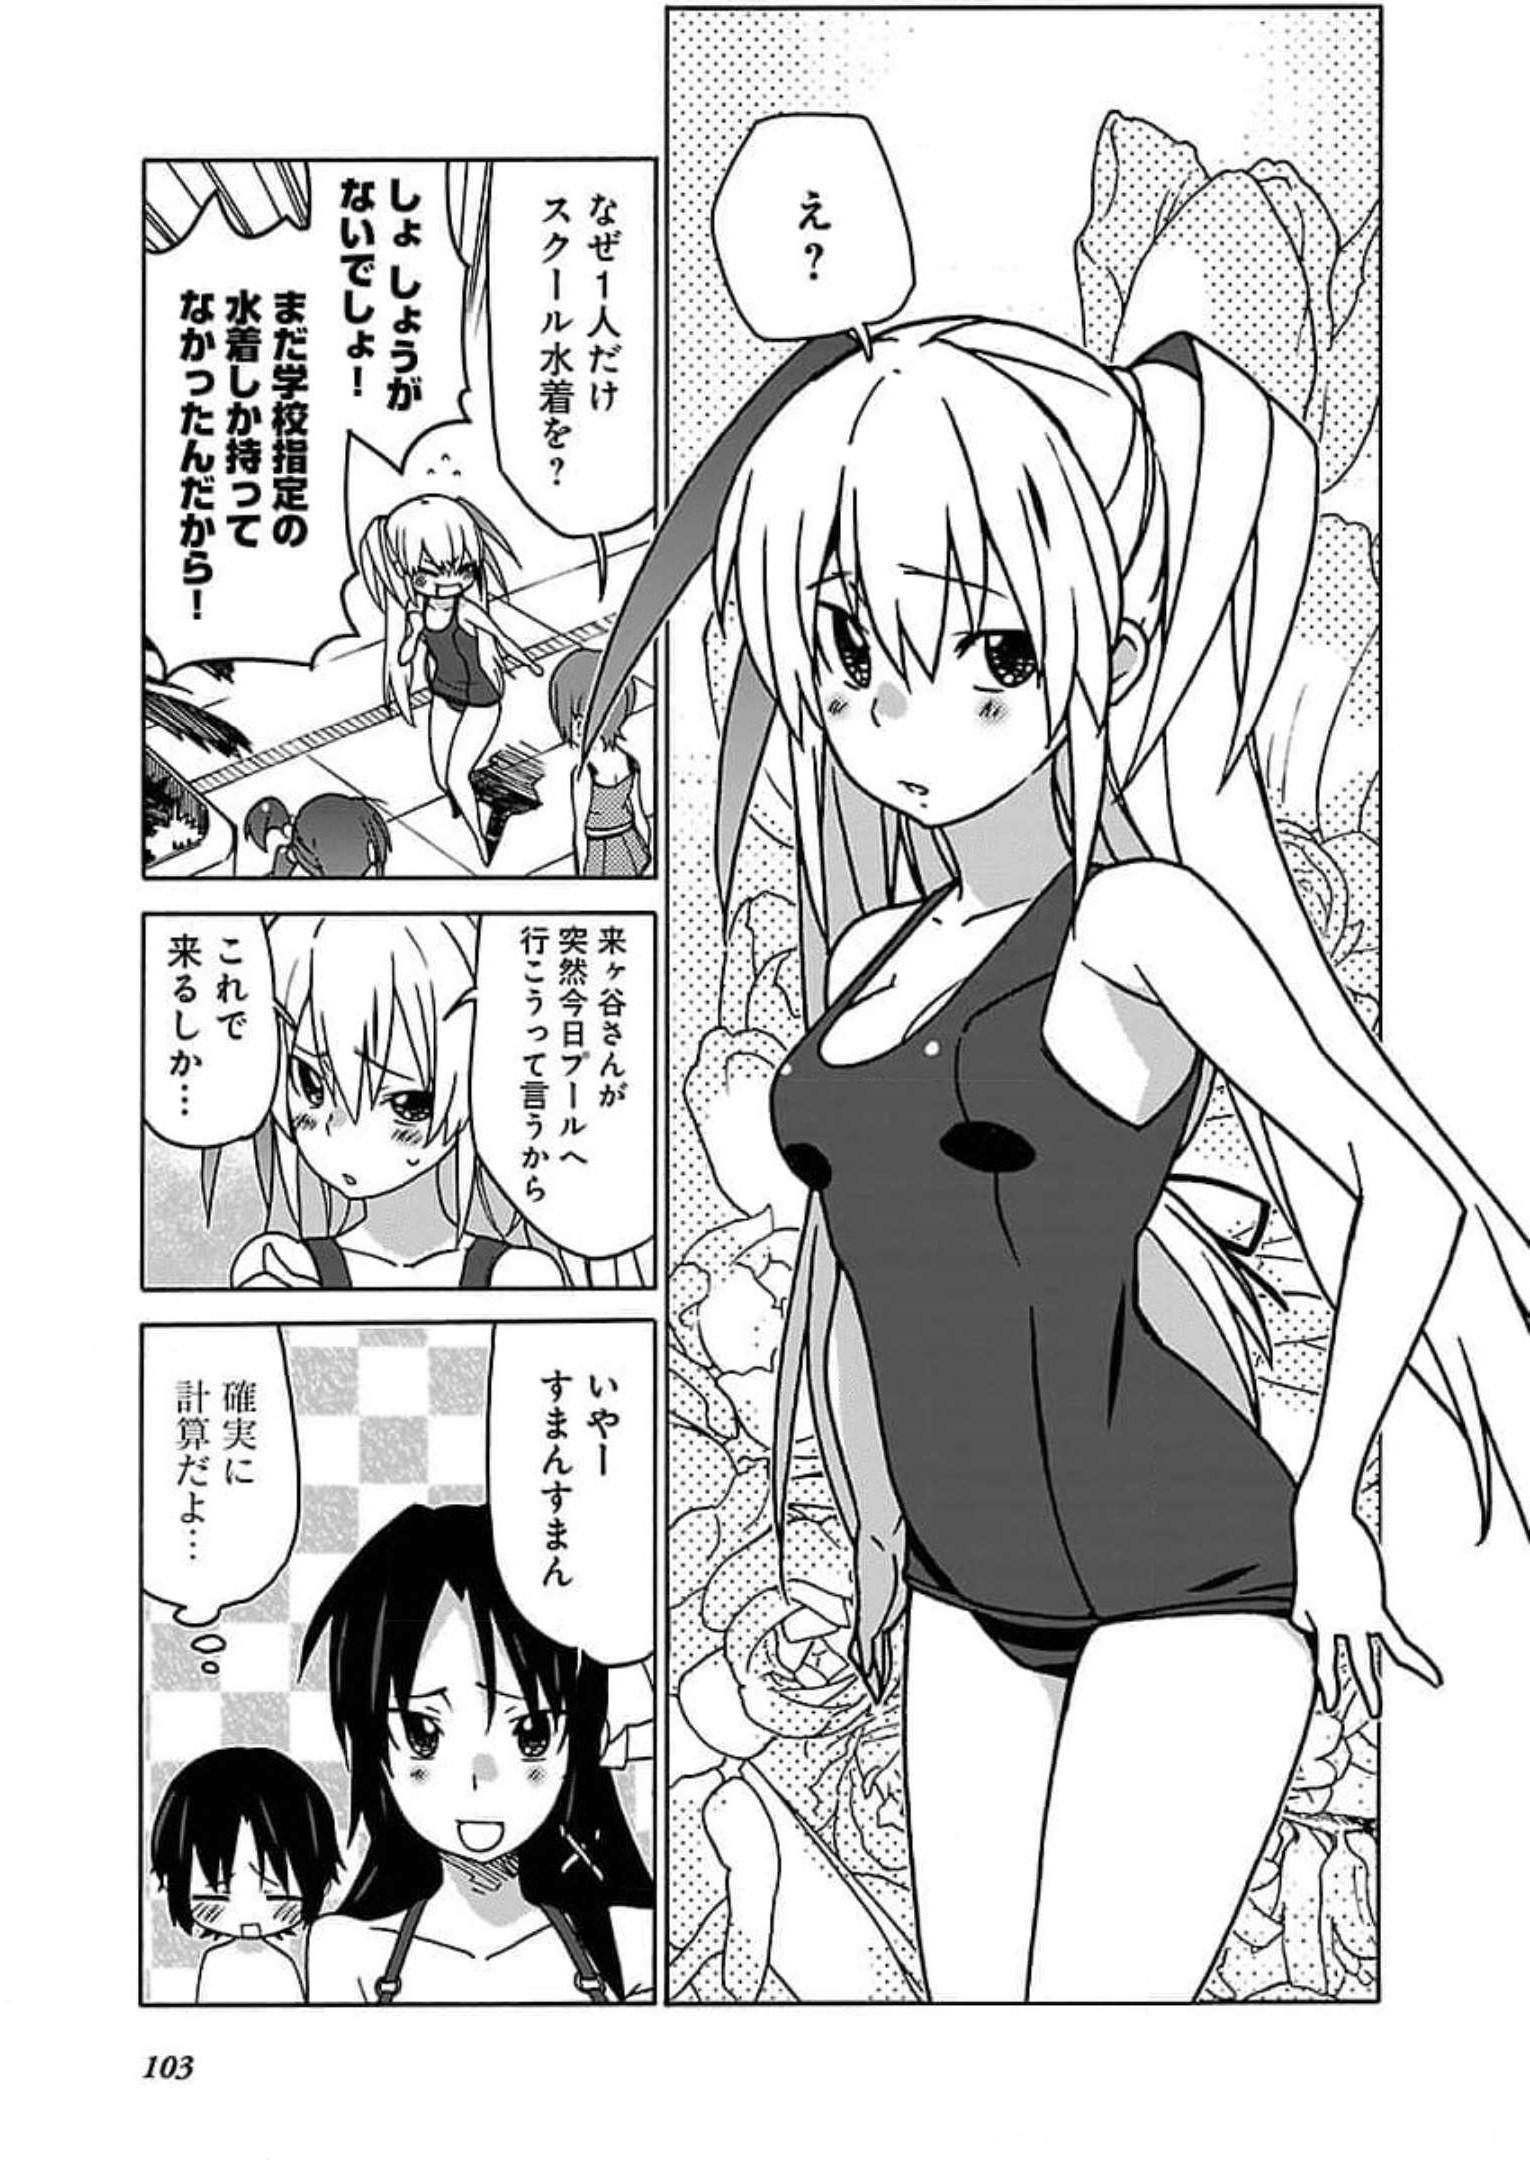 え？
なぜ1人だけ
スクール水着を？
しょ しょうが
ないでしょ！
まだ学校指定の
水着しか持って
なかったんだから！
来ヶ谷さんが
突然今日プールへ
行こうって言うから
これで
来るしか…
いやー
すまんすまん
確実に
計算だよ…
103